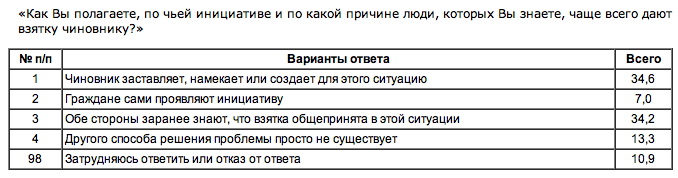 «Как Вы полагаете, по чьей инициативе и по какой причине люди, которых Вы знаете, чаще всего дают
взятку чиновнику?»
№ п/п Варианты ответа Всего
1 Чиновник заставляет, намекает или создает для этого ситуацию 34,6
2 Граждане сами проявляют инициативу 7,0
3 Обе стороны заранее знают, что взятка общепринята в этой ситуации 34,2
4 Другого способа решения проблемы просто не существует 13,3
98 Затрудняюсь ответить или отказ от ответа 10,9